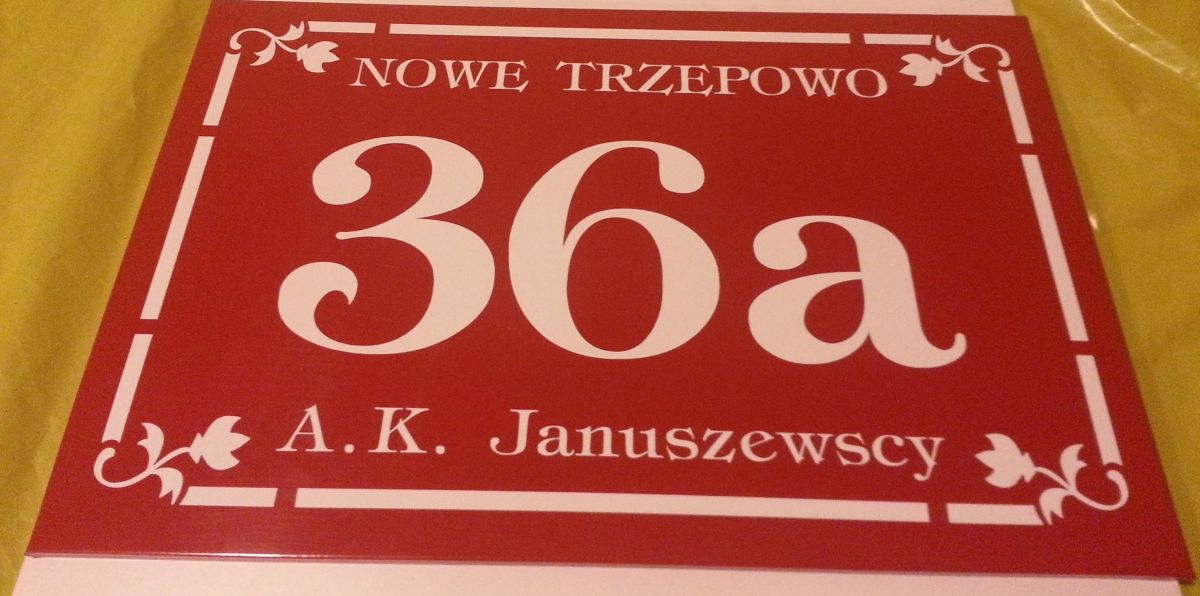 NOWE TRZEPOWO
36a
A. K. Januszewscy